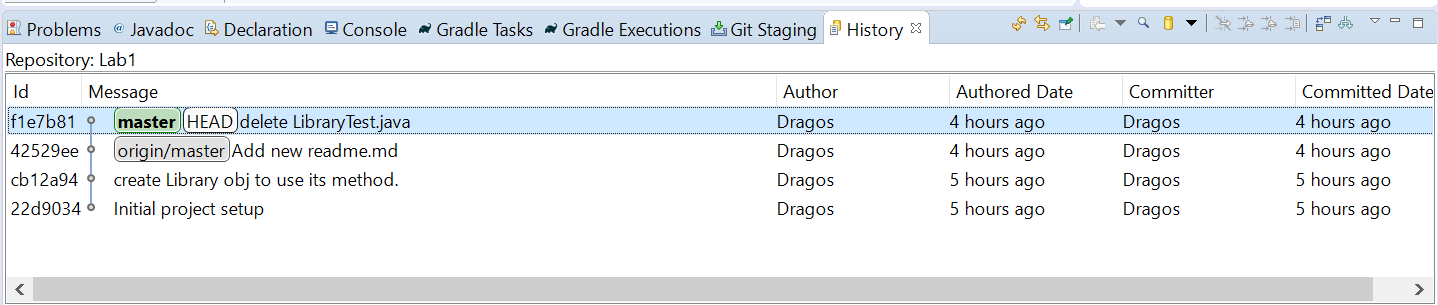 Problems @ Javadoc Declaration Console Gradle Tasks Gradle Executions Git Staging History
Repository: Lab1
Id Message Author Authored Date Committer Committed Date
f1e7b81 master HEAD delete LibraryTest.java Dragos 4 hours ago Dragos 4 hours ago
42529ee origin/master Add new readme.md Dragos 4 hours ago Dragos 4 hours ago
cb12a94 create Library obj to use its method. Dragos 5 hours ago Dragos 5 hours ago
22d9034 Initial project setup Dragos 5 hours ago Dragos 5 hours ago